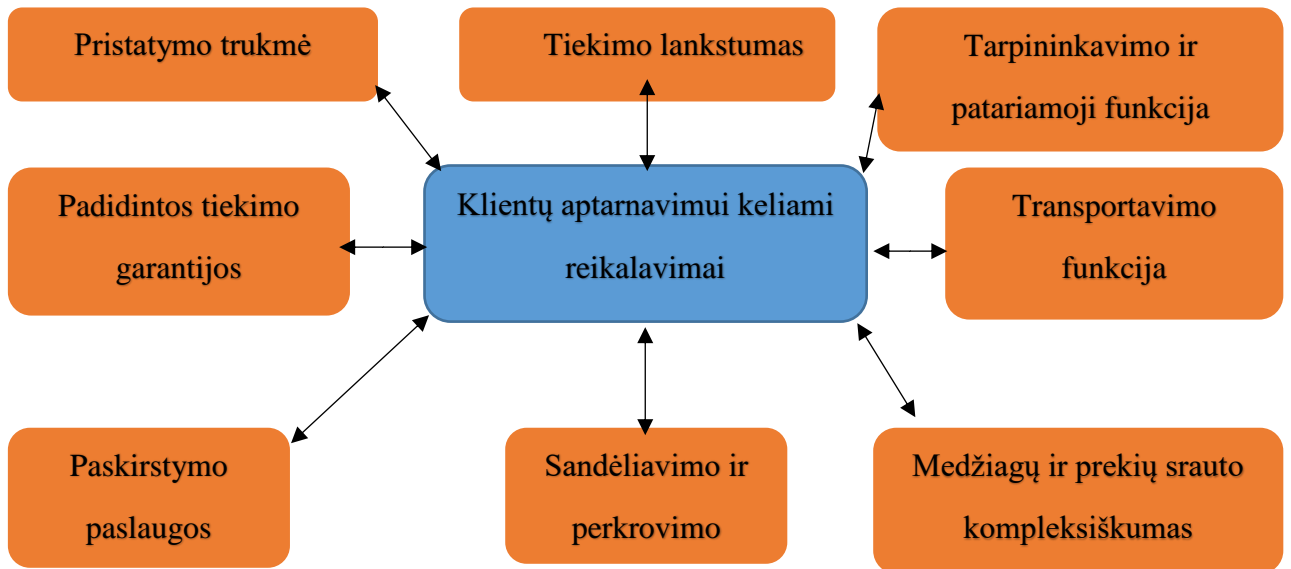 Pristatymo trukmė
Tiekimo lankstumas
Tarpininkavimo ir
patariamoji funkcija
Padidintos tiekimo
garantijos
Klientų aptarnavimui keliami
reikalavimai
Transportavimo
funkcija
Paskirstymo
paslaugos
Sandėliavimo ir
perkrovimo
Medžiagų ir prekių srauto
kompleksiškumas